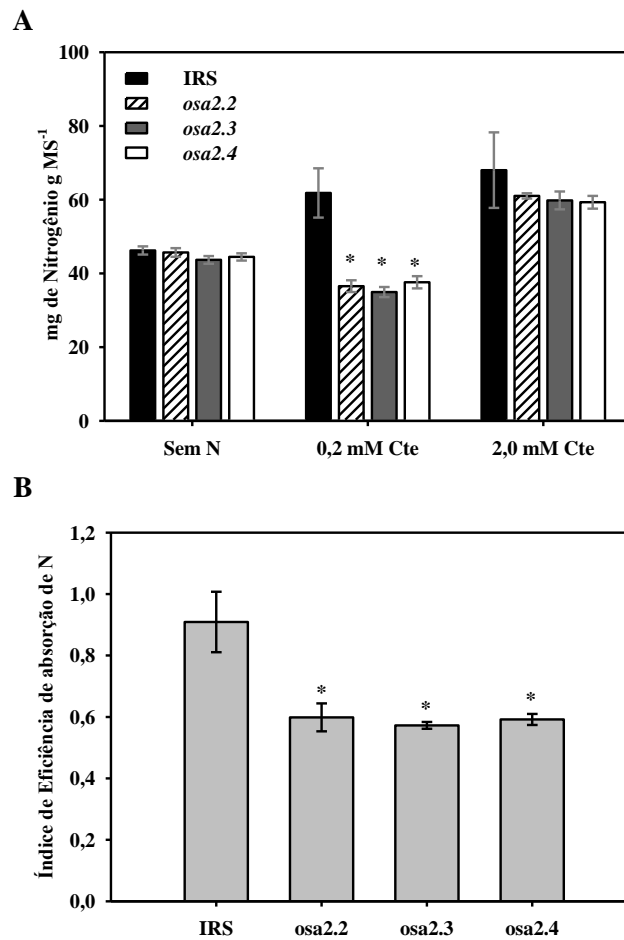 A
mg de Nitrogênio g MS⁻¹
100
80
60
40
20
0
IRS
osa2.2
osa2.3
osa2.4
* * *
Sem N 0,2 mM Cte 2,0 mM Cte
B
Índice de Eficiência de absorção de N
1,2
1,0
0,8
0,6
0,4
0,2
0,0
* * *
IRS osa2.2 osa2.3 osa2.4